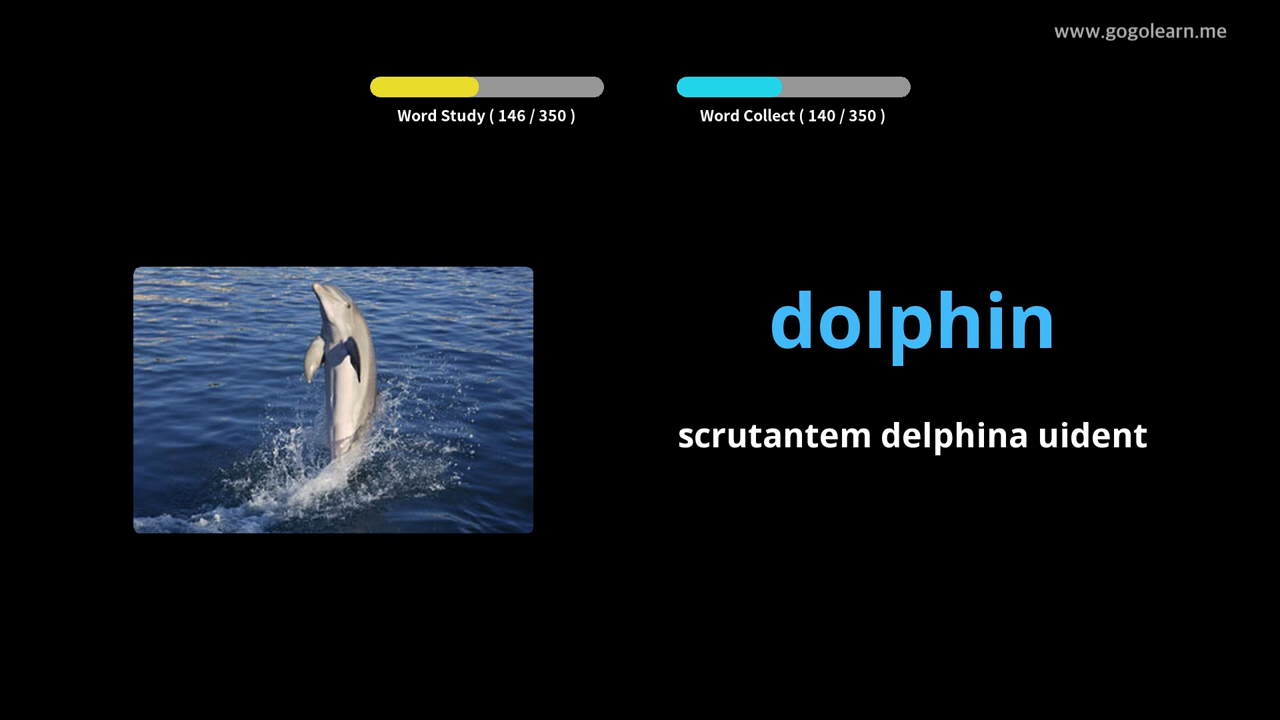 www.gogolearn.me
Word Study ( 146 / 350 )
Word Collect ( 140 / 350 )
dolphin
scrutantem delphina uident